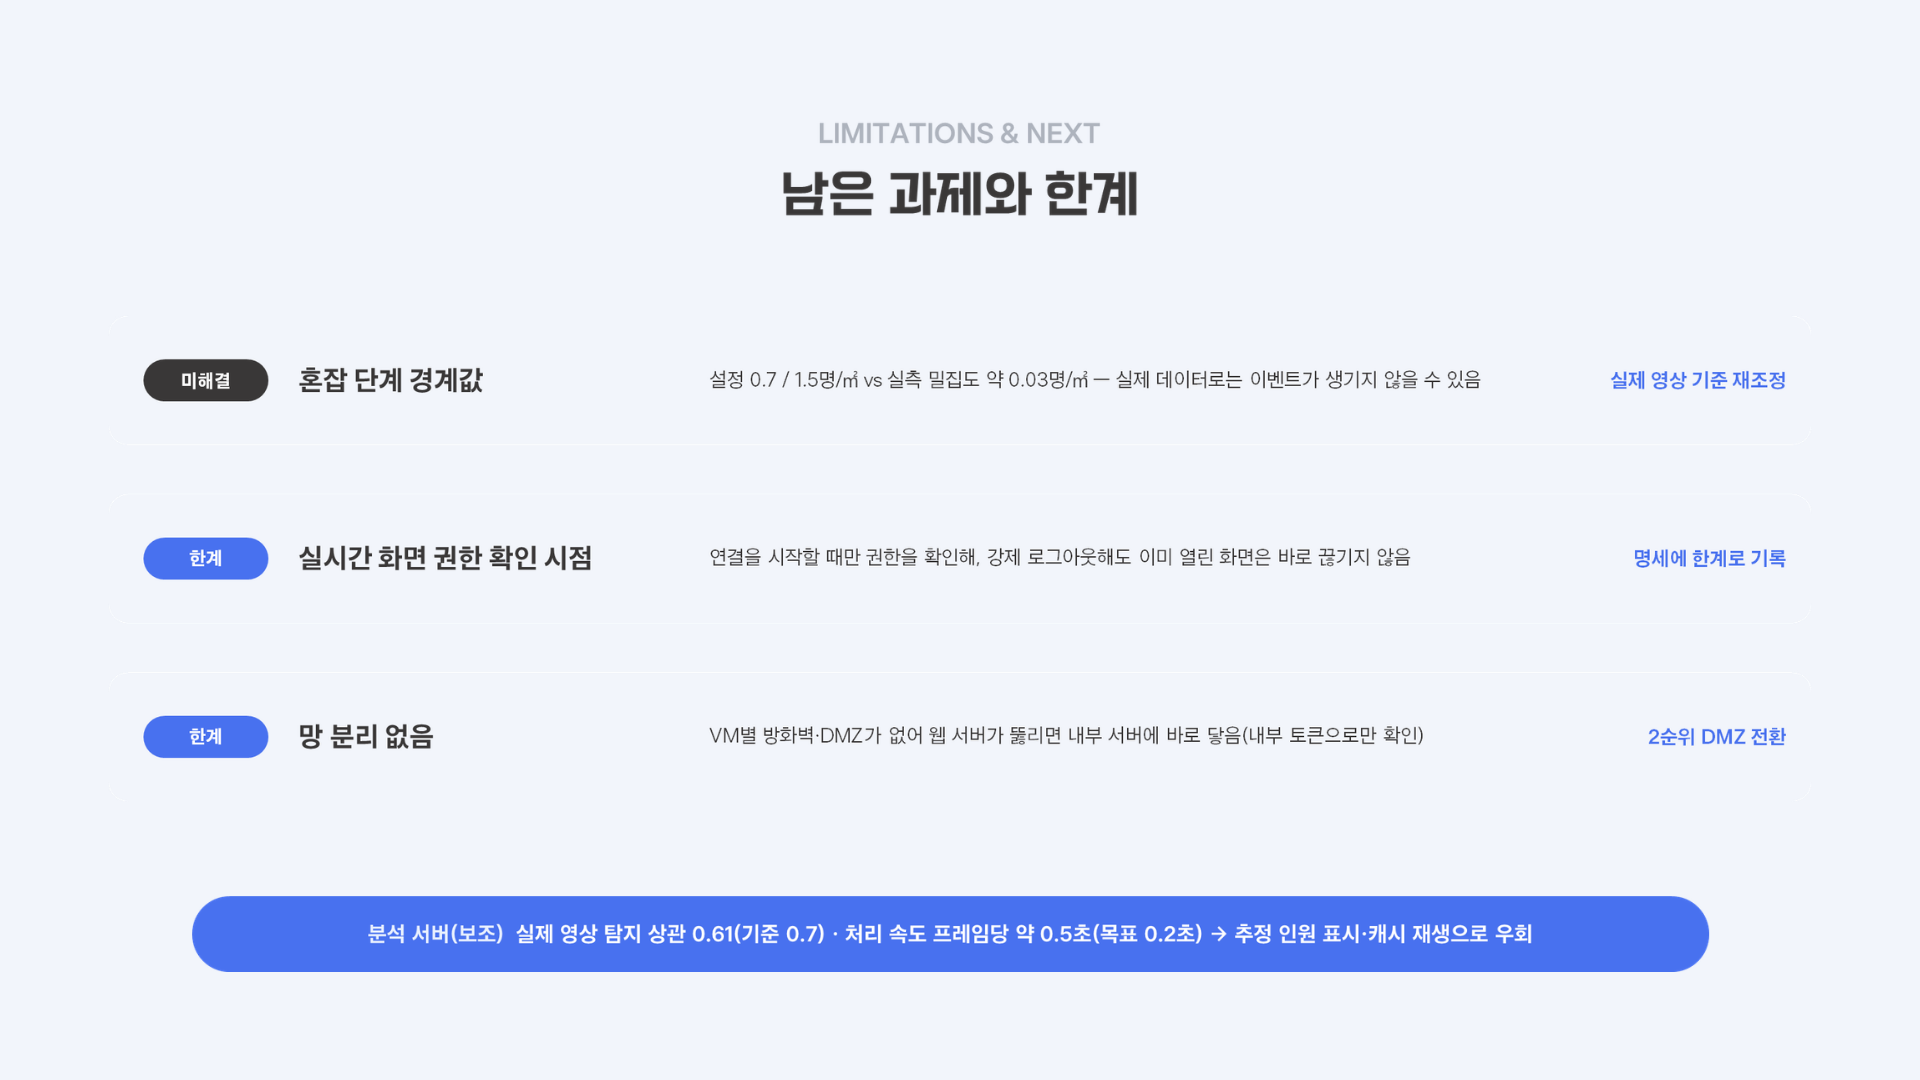 LIMITATIONS & NEXT
남은 과제와 한계
미해결 혼잡 단계 경계값 설정 0.7 / 1.5명/㎡ vs 실측 밀집도 약 0.03명/㎡ — 실제 데이터로는 이벤트가 생기지 않을 수 있음 실제 영상 기준 재조정
한계 실시간 화면 권한 확인 시점 연결을 시작할 때만 권한을 확인해, 강제 로그아웃해도 이미 열린 화면은 바로 끊기지 않음 명세에 한계로 기록
한계 망 분리 없음 VM별 방화벽·DMZ가 없어 웹 서버가 뚫리면 내부 서버에 바로 닿음(내부 토큰으로만 확인) 2순위 DMZ 전환
분석 서버(보조) 실제 영상 탐지 상관 0.61(기준 0.7) · 처리 속도 프레임당 약 0.5초(목표 0.2초) → 추정 인원 표시·캐시 재생으로 우회